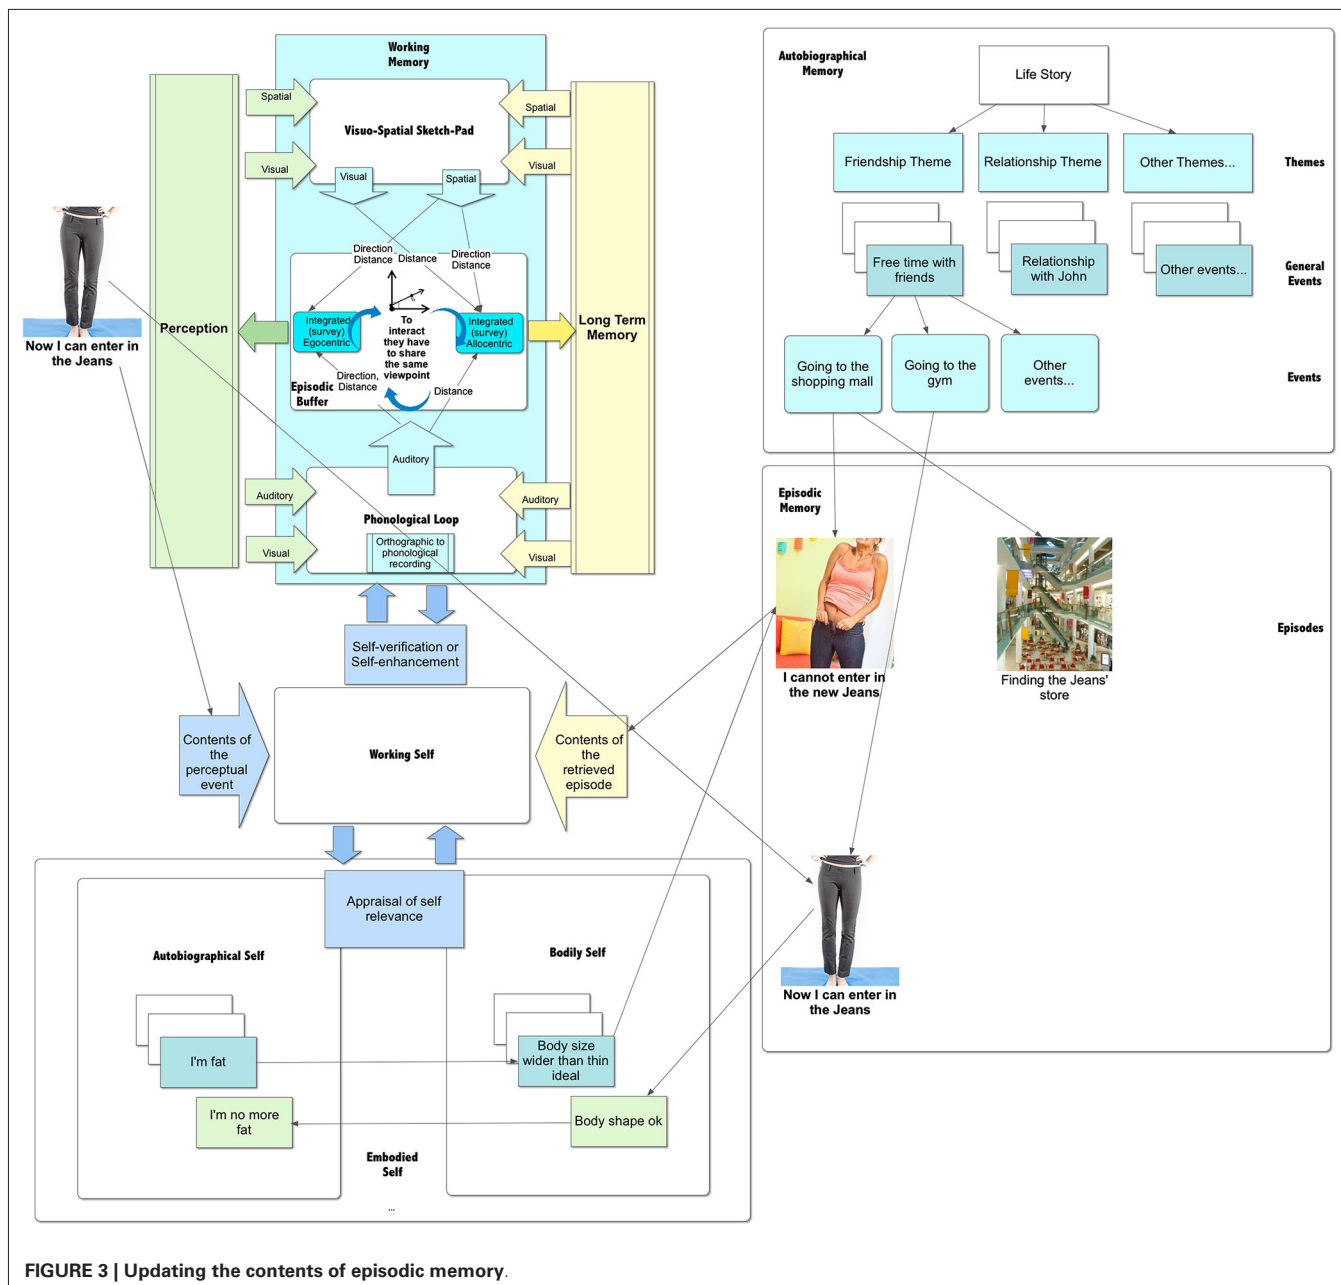 Working
Memory
Spatial
Visual
Visuo-Spatial Sketch-Pad
Spatial
Visual
Visual
Spatial
Perception
Long Term
Memory
Now I can enter in
the Jeans
Direction
Distance
Distance
Direction
Distance
Integrated
(survey)
Egocentric
To
interact
they have
to share
the same
viewpoint
Integrated
(survey)
Allocentric
Episodic
Buffer
Direction,
Distance
Distance
Auditory
Auditory
Visual
Phonological Loop
Orthographic to
phonological
recording
Auditory
Visual
Self-verification or
Self-enhancement
Contents of
the
perceptual
event
Working Self
Contents of
the
retrieved
episode
Appraisal of self
relevance
Autobiographical Self
Bodily Self
I'm fat
Body size
wider than thin
ideal
I'm no more
fat
Body shape ok
Embodied
Self
...
Autobiographical
Memory
Life Story
Friendship Theme
Relationship Theme
Other Themes...
Themes
Free time with
friends
Relationship
with John
Other events...
General
Events
Going to the
shopping mall
Going to the
gym
Other
events...
Events
Episodic
Memory
I cannot enter in
the new Jeans
Finding the Jeans'
store
Episodes
Now I can enter in
the Jeans
FIGURE 3 | Updating the contents of episodic memory.